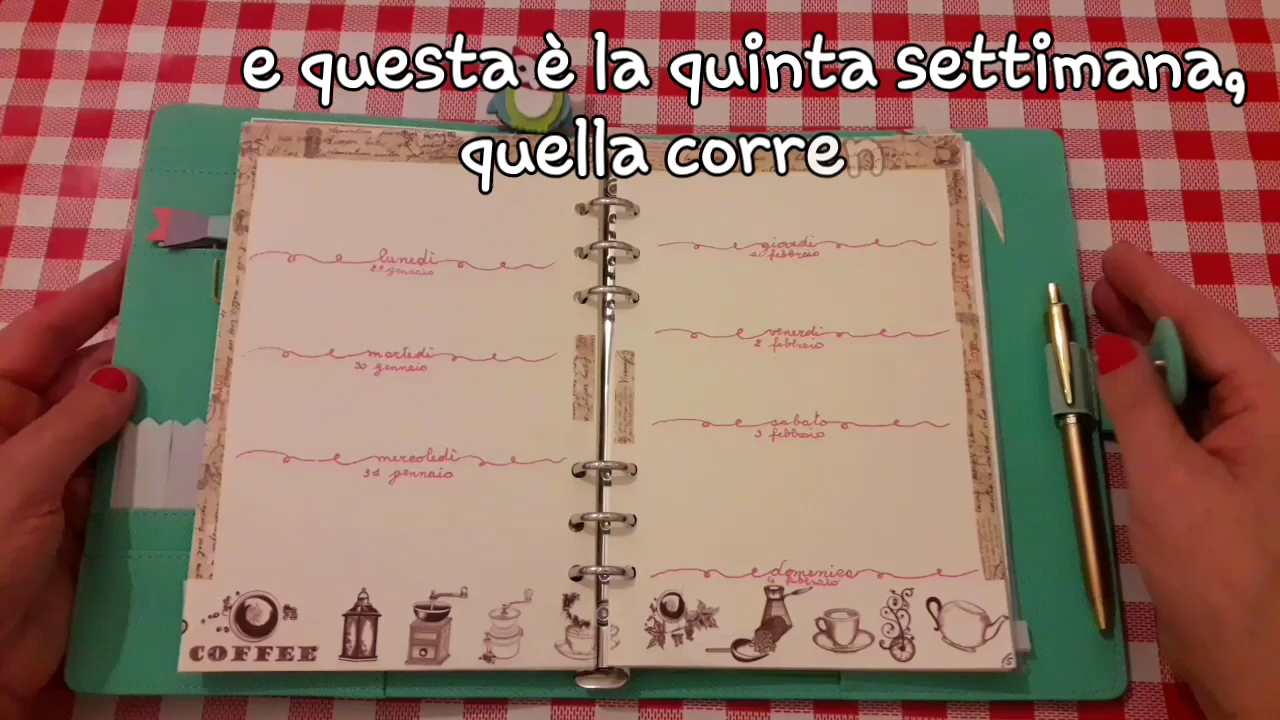 e questa è la quinta settimana,
quella corren
lunedì
29 gennaio
martedì
30 gennaio
mercoledì
31 gennaio
giovedì
1 febbraio
venerdì
2 febbraio
sabato
3 febbraio
domenica
4 febbraio
COFFEE